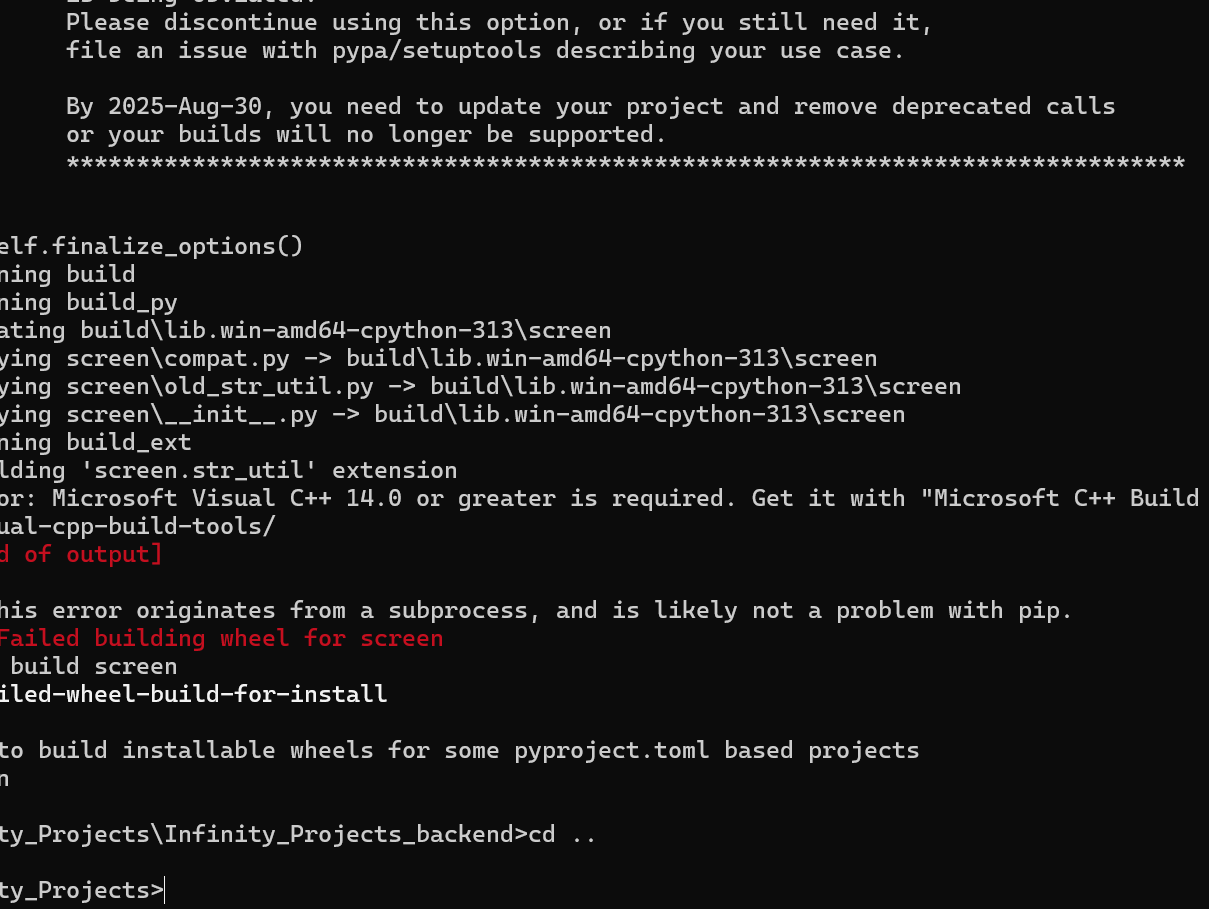 Please discontinue using this option, or if you still need it,
file an issue with pypa/setuptools describing your use case.
By 2025-Aug-30, you need to update your project and remove deprecated calls
or your builds will no longer be supported.
********************************************************************************
elf.finalize_options()
ning build
ning build_py
ating build\lib.win-amd64-cpython-313\screen
ying screen\compat.py -> build\lib.win-amd64-cpython-313\screen
ying screen\old_str_util.py -> build\lib.win-amd64-cpython-313\screen
ying screen\__init__.py -> build\lib.win-amd64-cpython-313\screen
ning build_ext
lding 'screen.str_util' extension
or: Microsoft Visual C++ 14.0 or greater is required. Get it with "Microsoft C++ Build
ual-cpp-build-tools/
d of output]
his error originates from a subprocess, and is likely not a problem with pip.
Failed building wheel for screen
build screen
iled-wheel-build-for-install
to build installable wheels for some pyproject.toml based projects
n
ty_Projects\Infinity_Projects_backend>cd ..
ty_Projects>